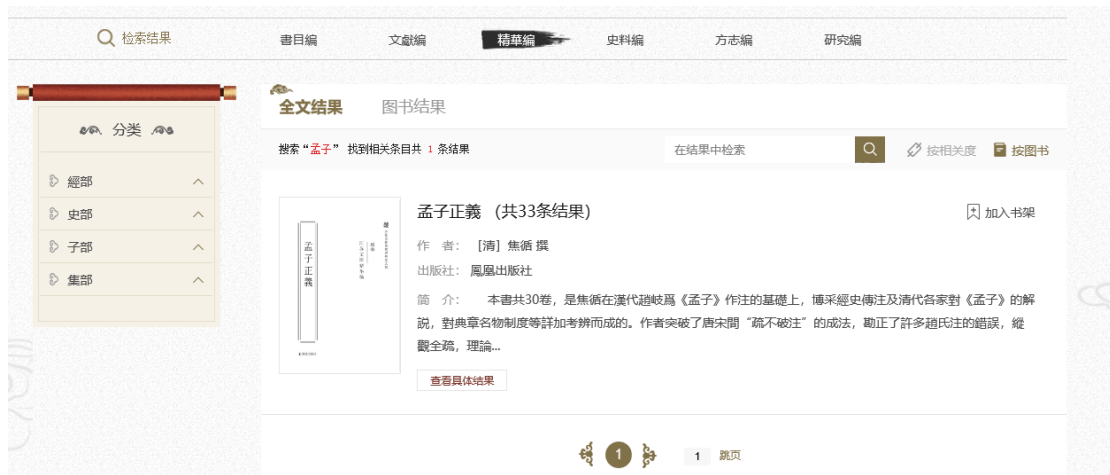 检索结果
書目編
文獻編
精華編
史料編
方志編
研究編
分类
經部
史部
子部
集部
全文结果
图书结果
搜索“孟子” 找到相关条目共 1 条结果
在结果中检索
按相关度
按图书
孟子正義
孟子正義 (共33条结果)
加入书架
作 者： [清] 焦循 撰
出版社： 鳳凰出版社
简 介： 本書共30卷，是焦循在漢代趙岐爲《孟子》作注的基礎上，博采經史傳注及清代各家對《孟子》的解
説，對典章名物制度等詳加考辨而成的。作者突破了唐宋間“疏不破注”的成法，勘正了許多趙氏注的錯誤，縱
觀全疏，理論...
查看具体结果
1
1 跳页